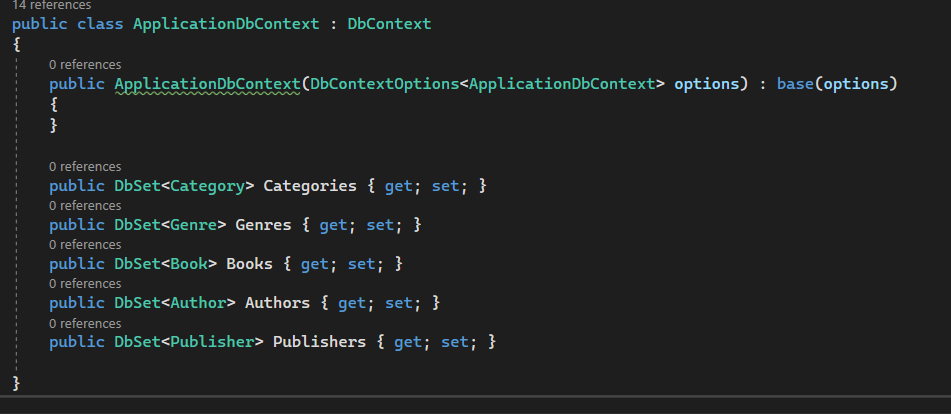 14 references
public class ApplicationDbContext : DbContext
{
0 references
public ApplicationDbContext(DbContextOptions<ApplicationDbContext> options) : base(options)
{
}
0 references
public DbSet<Category> Categories { get; set; }
0 references
public DbSet<Genre> Genres { get; set; }
0 references
public DbSet<Book> Books { get; set; }
0 references
public DbSet<Author> Authors { get; set; }
0 references
public DbSet<Publisher> Publishers { get; set; }
}